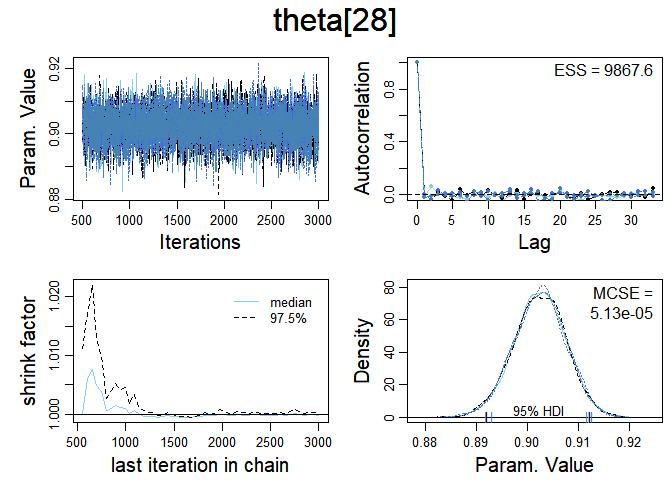 theta[28]
Param. Value
0.88 0.90 0.92
500 1000 1500 2000 2500 3000
Iterations
Autocorrelation
0.0 0.4 0.8
ESS = 9867.6
0 5 10 15 20 25 30
Lag
shrink factor
1.000 1.010 1.020
median
97.5%
500 1000 1500 2000 2500 3000
last iteration in chain
Density
0 20 40 60 80
MCSE =
5.13e-05
95% HDI
0.88 0.89 0.90 0.91 0.92
Param. Value